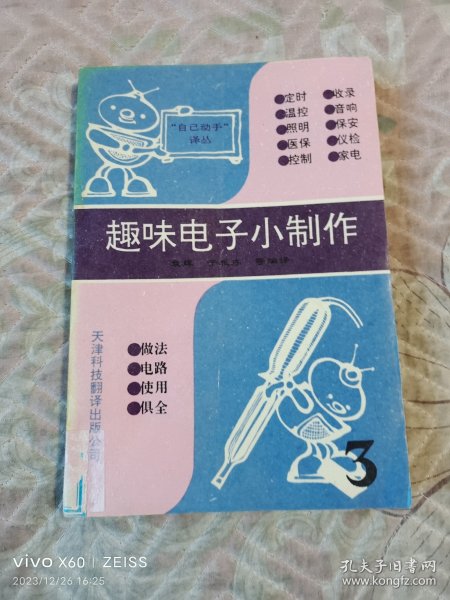 "自己动手"
译丛
●定时 ●收录
●温控 ●音响
●照明 ●保安
●医保 ●仪检
●控制 ●家电
趣味电子小制作
等编译
●做法
●电路
●使用
●俱全
天津科技翻译出版公司
3
vivo X60 | ZEISS
2023/12/26 16:25
孔夫子旧书网
www.kongfz.com